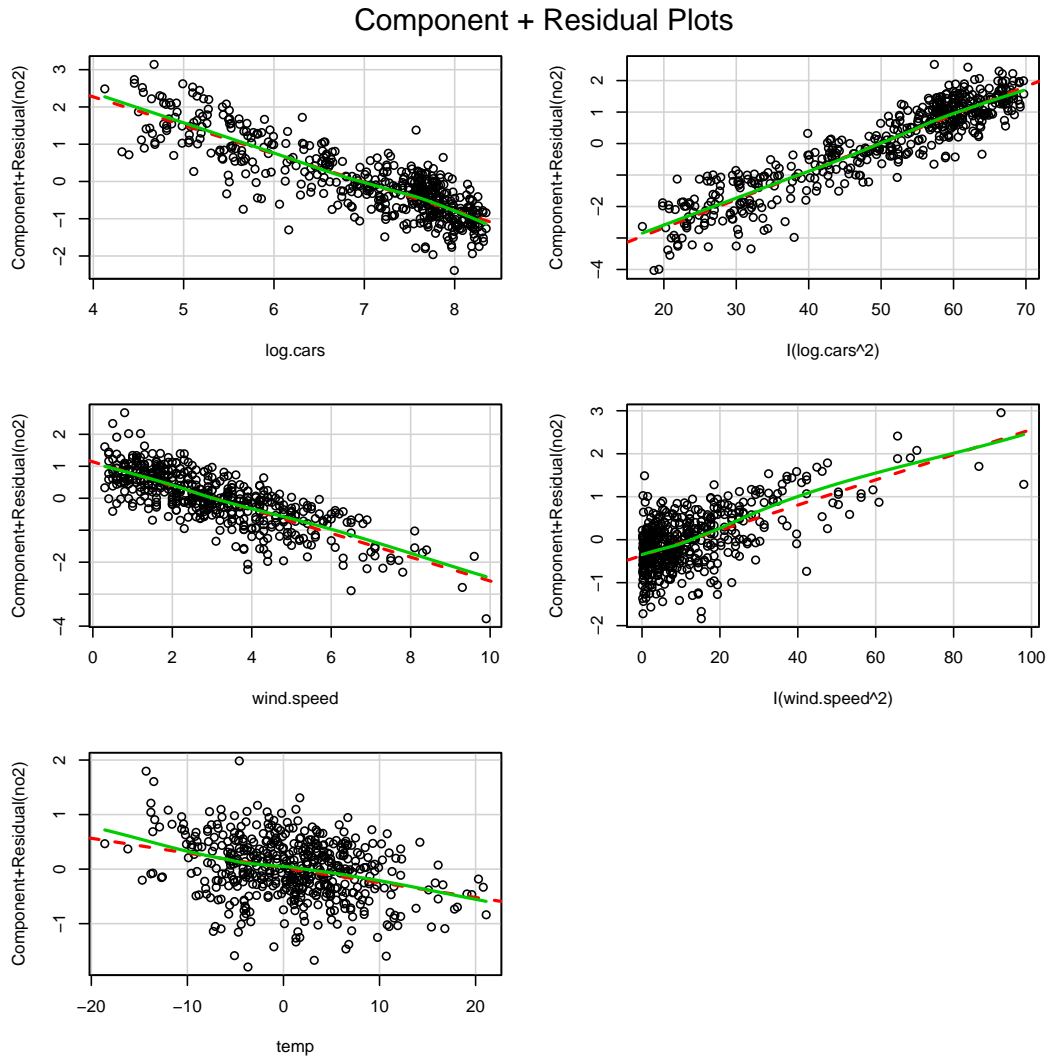 Component + Residual Plots
Component+Residual(no2)
3
2
1
0
−1
−2
4 5 6 7 8
log.cars
Component+Residual(no2)
2
0
−2
−4
20 30 40 50 60 70
I(log.cars^2)
Component+Residual(no2)
2
0
−2
−4
0 2 4 6 8 10
wind.speed
Component+Residual(no2)
3
2
1
0
−1
−2
0 20 40 60 80 100
I(wind.speed^2)
Component+Residual(no2)
2
1
0
−1
−20 −10 0 10 20
temp